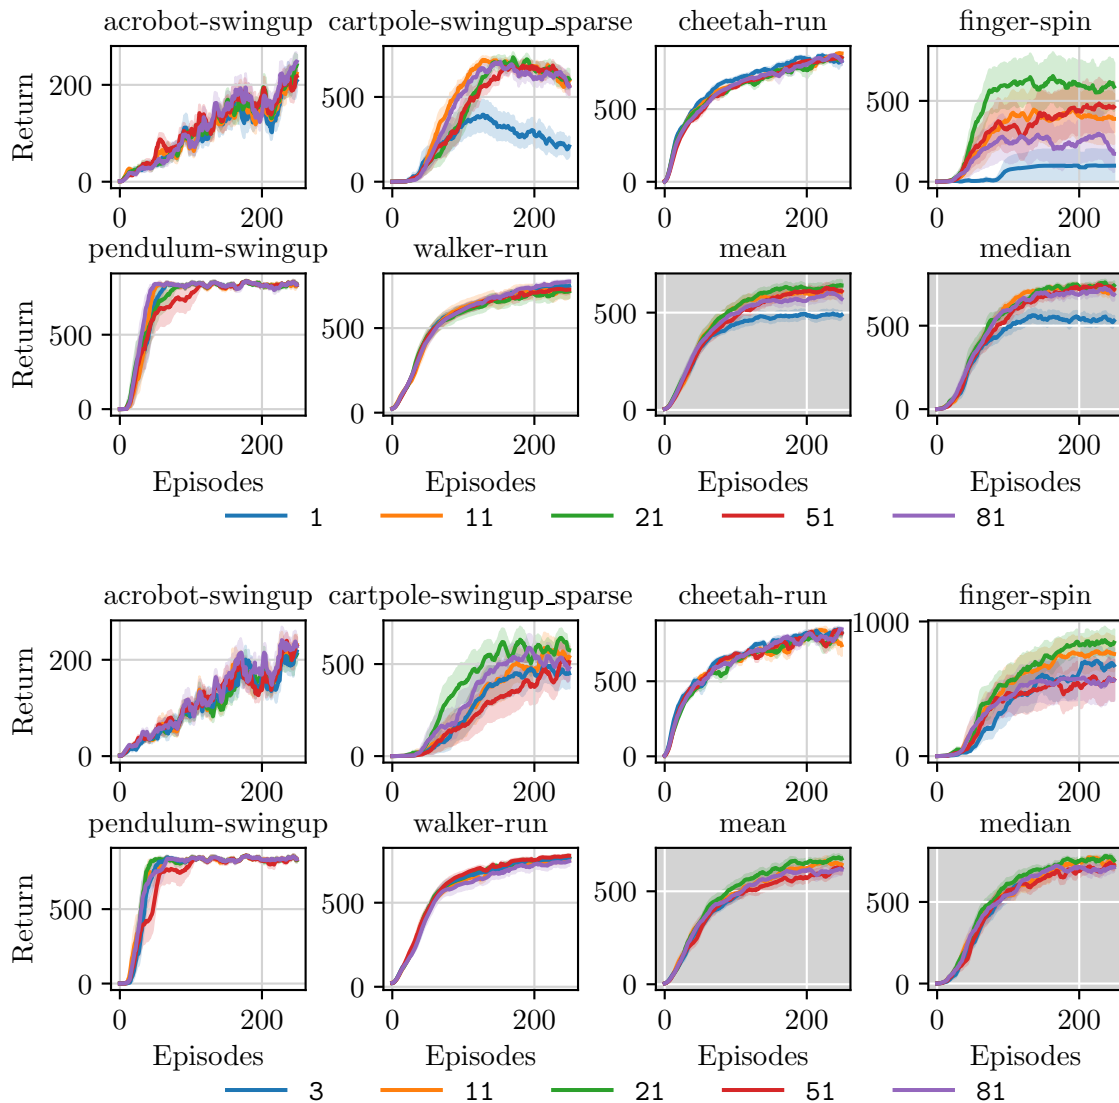 acrobot-swingup cartpole-swingup_sparse cheetah-run finger-spin
Return
200
0
500
0
500
0
500
0
0 200 0 200 0 200 0 200
pendulum-swingup walker-run mean median
Return
500
0
500
0
500
0
500
0
0 200 0 200 0 200 0 200
Episodes Episodes Episodes Episodes
1 11 21 51 81
acrobot-swingup cartpole-swingup_sparse cheetah-run finger-spin
Return
200
0
500
0
500
0
1000
0
0 200 0 200 0 200 0 200
pendulum-swingup walker-run mean median
Return
500
0
500
0
500
0
500
0
0 200 0 200 0 200 0 200
Episodes Episodes Episodes Episodes
3 11 21 51 81